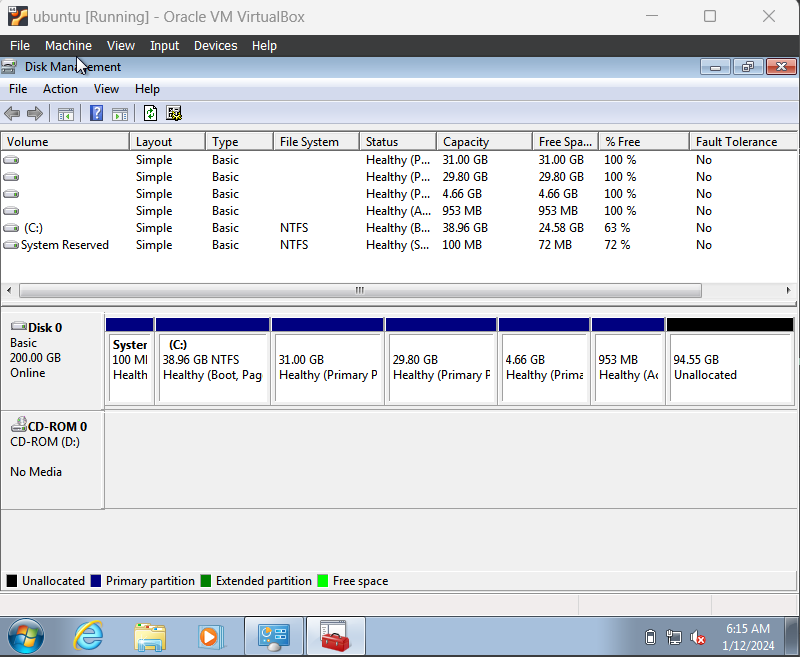 ubuntu [Running] - Oracle VM VirtualBox
File Machine View Input Devices Help
Disk Management
File Action View Help
Volume Layout Type File System Status Capacity Free Spa... % Free Fault Tolerance
Simple Basic Healthy (P... 31.00 GB 31.00 GB 100 % No
Simple Basic Healthy (P... 29.80 GB 29.80 GB 100 % No
Simple Basic Healthy (P... 4.66 GB 4.66 GB 100 % No
Simple Basic Healthy (A... 953 MB 953 MB 100 % No
(C:) Simple Basic NTFS Healthy (B... 38.96 GB 24.58 GB 63 % No
System Reserved Simple Basic NTFS Healthy (S... 100 MB 72 MB 72 % No
Disk 0
Basic
200.00 GB
Online
Syster
100 MI
Health
(C:)
38.96 GB NTFS
Healthy (Boot, Pag
31.00 GB
Healthy (Primary P
29.80 GB
Healthy (Primary P
4.66 GB
Healthy (Prima
953 MB
Healthy (Ac
94.55 GB
Unallocated
CD-ROM 0
CD-ROM (D:)
No Media
Unallocated Primary partition Extended partition Free space
6:15 AM
1/12/2024